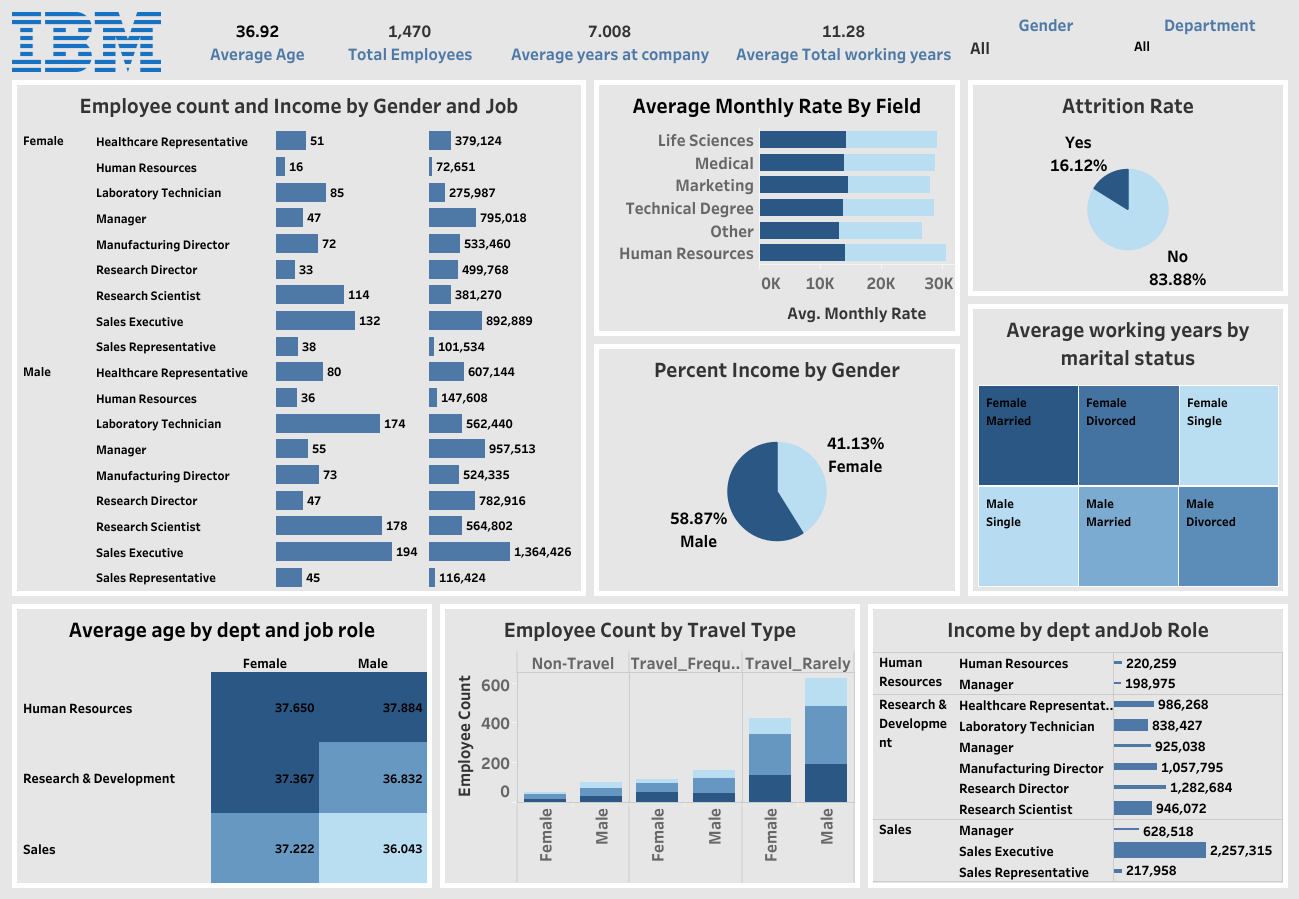 IBM
36.92
Average Age
1,470
Total Employees
7.008
Average years at company
11.28
Average Total working years
Gender
All
Department
All
Employee count and Income by Gender and Job
Female
Healthcare Representative 51 379,124
Human Resources 16 72,651
Laboratory Technician 85 275,987
Manager 47 795,018
Manufacturing Director 72 533,460
Research Director 33 499,768
Research Scientist 114 381,270
Sales Executive 132 892,889
Sales Representative 38 101,534
Male
Healthcare Representative 80 607,144
Human Resources 36 147,608
Laboratory Technician 174 562,440
Manager 55 957,513
Manufacturing Director 73 524,335
Research Director 47 782,916
Research Scientist 178 564,802
Sales Executive 194 1,364,426
Sales Representative 45 116,424
Average Monthly Rate By Field
Life Sciences
Medical
Marketing
Technical Degree
Other
Human Resources
0K 10K 20K 30K
Avg. Monthly Rate
Attrition Rate
Yes
16.12%
No
83.88%
Percent Income by Gender
41.13%
Female
58.87%
Male
Average working years by
marital status
Female
Married
Female
Divorced
Female
Single
Male
Single
Male
Married
Male
Divorced
Average age by dept and job role
Female Male
Human Resources 37.650 37.884
Research & Development 37.367 36.832
Sales 37.222 36.043
Employee Count by Travel Type
Non-Travel Travel_Frequ.. Travel_Rarely
Employee Count
600
400
200
0
Female Male Female Male Female Male
Income by dept andJob Role
Human
Resources
Human Resources 220,259
Manager 198,975
Research &
Developme
nt
Healthcare Representat.. 986,268
Laboratory Technician 838,427
Manager 925,038
Manufacturing Director 1,057,795
Research Director 1,282,684
Research Scientist 946,072
Sales
Manager 628,518
Sales Executive 2,257,315
Sales Representative 217,958